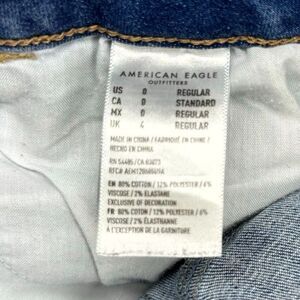 AMERICAN EAGLE
OUTFITTERS
US 0 REGULAR
CA 0 STANDARD
MX 0 REGULAR
UK 4 REGULAR
MADE IN CHINA / FABRIQUÉ EN CHINE /
HECHO EN CHINA
RN 54485 / CA 03073
EN 80% COTTON / 12% POLYESTER / 6%
VISCOSE / 2% ELASTANE
EXCLUSIVE OF DECORATION
FR 80% COTON / 12% POLYESTER / 6%
VISCOSE / 2% ÉLASTHANNE
À L'EXCEPTION DE LA GARNITURE